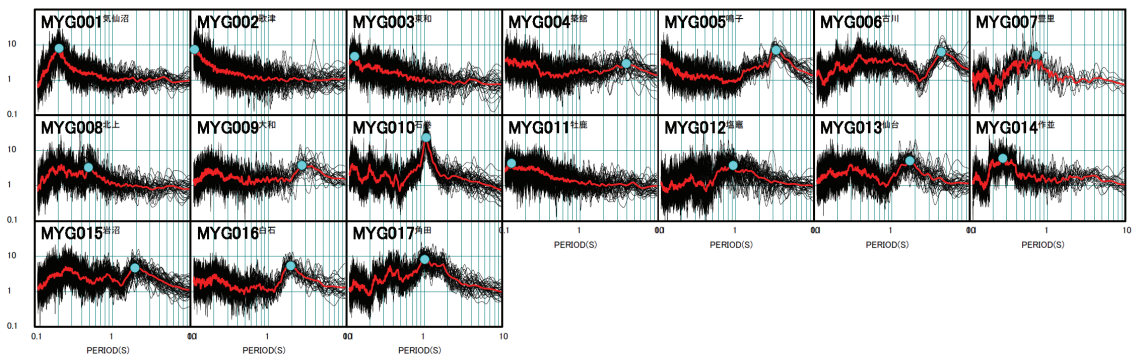 MYG001気仙沼 MYG002歌津 MYG003東和 MYG004築館 MYG005鳴子 MYG006古川 MYG007豊里
10
1
0.1
MYG008北上 MYG009大和 MYG010石巻 MYG011牡鹿 MYG012塩竈 MYG013仙台 MYG014作並
10
1
0.1
0.1 1 1 1 1 10
PERIOD(S) PERIOD(S) PERIOD(S) PERIOD(S)
MYG015岩沼 MYG016白石 MYG017角田
10
1
0.1
0.1 1 1 1 10
PERIOD(S) PERIOD(S) PERIOD(S)